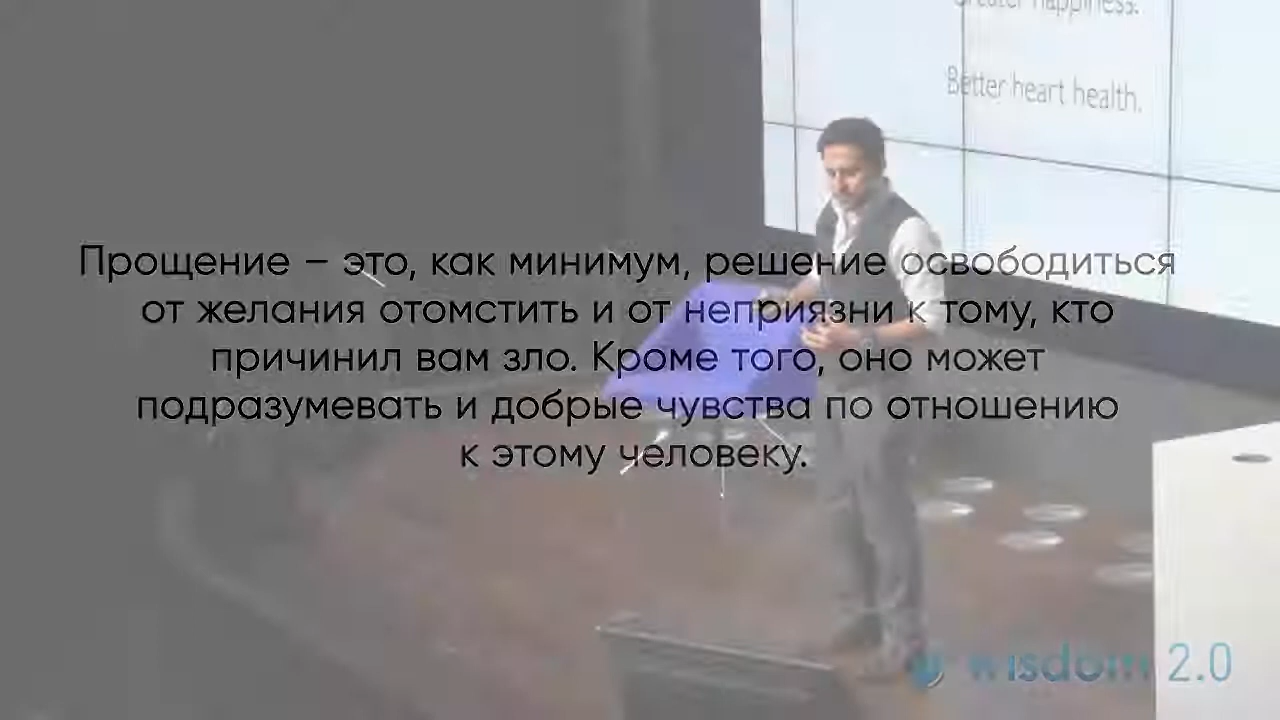 Greater happiness.
Better heart health.
Прощение – это, как минимум, решение освободиться
от желания отомстить и от неприязни к тому, кто
причинил вам зло. Кроме того, оно может
подразумевать и добрые чувства по отношению
к этому человеку.
wisdom 2.0